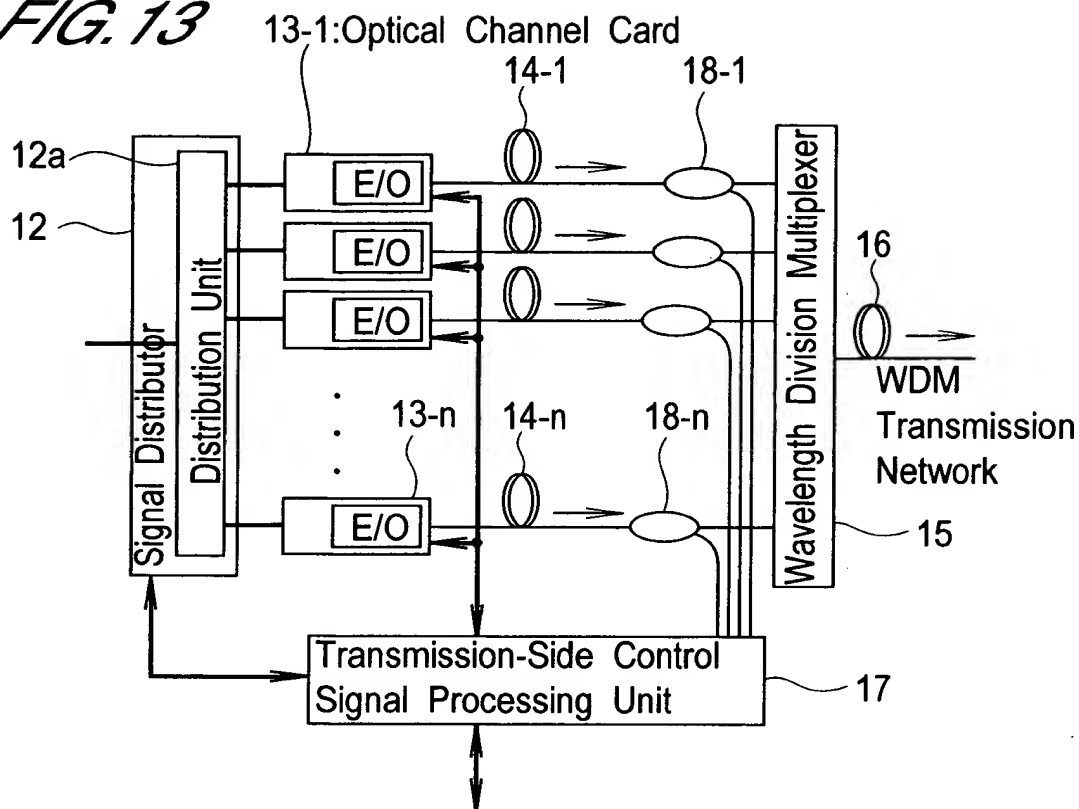 FIG. 13
13-1:Optical Channel Card
14-1
18-1
12a
12
Signal Distributor
Distribution Unit
E/O
E/O
E/O
Wavelength Division Multiplexer
16
WDM
Transmission
Network
13-n
14-n
18-n
E/O
15
Transmission-Side Control
Signal Processing Unit
17